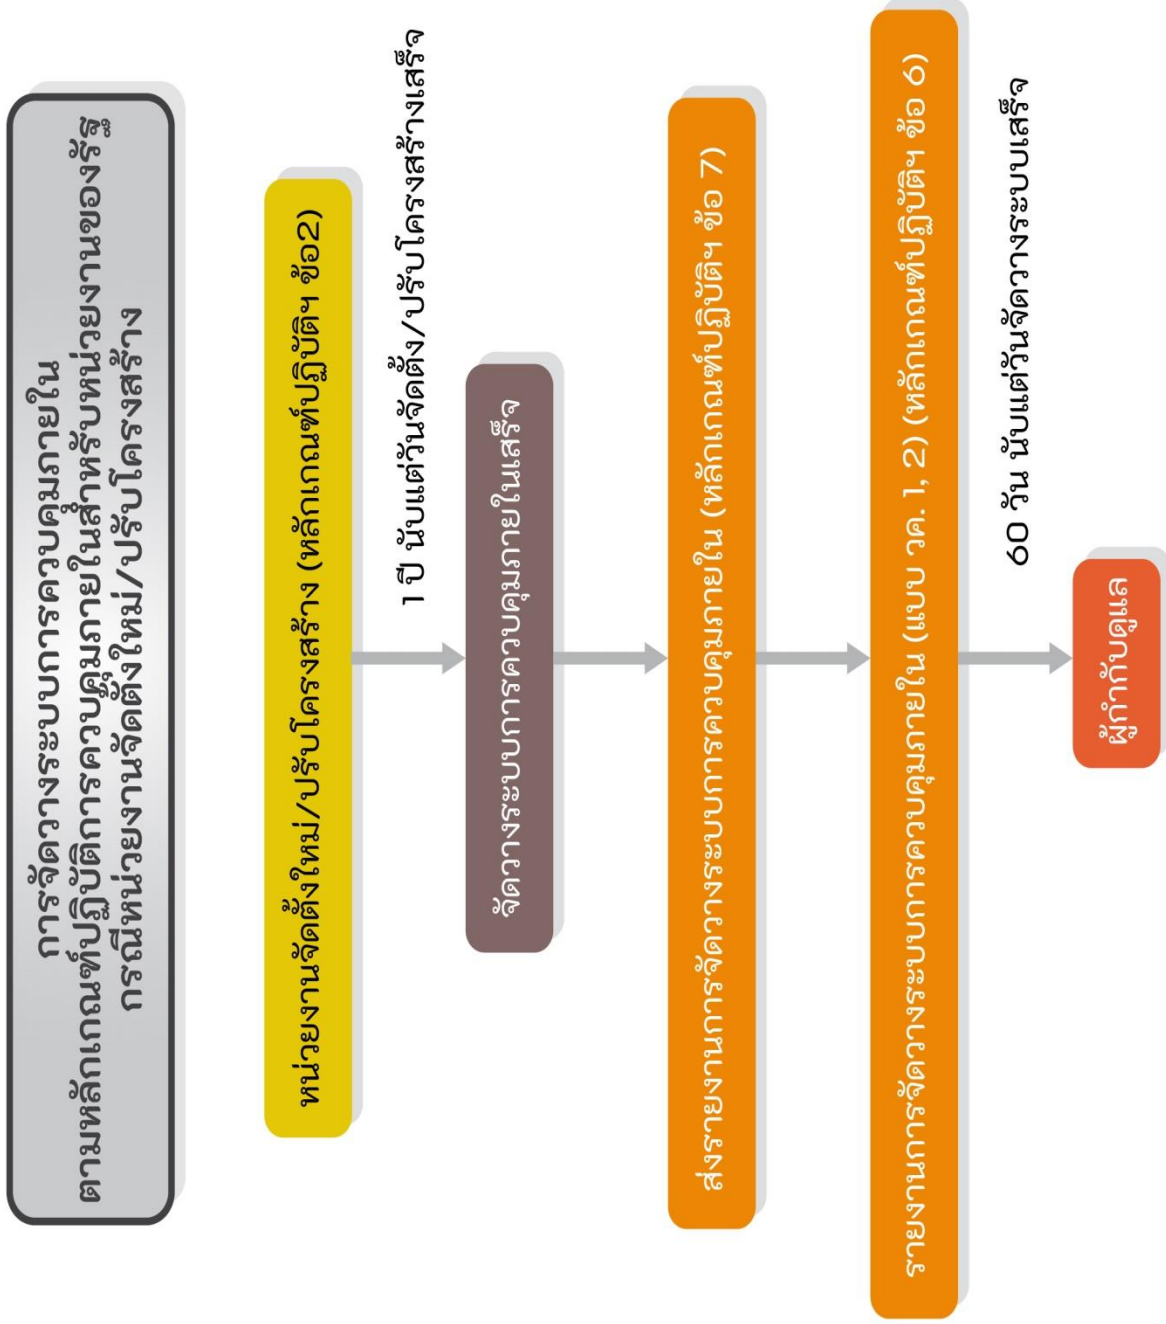 การจัดวางระบบการควบคุมภายใน
ตามหลักเกณฑ์ปฏิบัติการควบคุมภายในสำหรับหน่วยงานของรัฐ
กรณีหน่วยงานจัดตั้งใหม่/ปรับโครงสร้าง
หน่วยงานจัดตั้งใหม่/ปรับโครงสร้าง (หลักเกณฑ์ปฏิบัติฯ ข้อ2)
1 ปี นับแต่วันจัดตั้ง/ปรับโครงสร้างเสร็จ
จัดวางระบบการควบคุมภายในเสร็จ
ส่งรายงานการจัดวางระบบการควบคุมภายใน (หลักเกณฑ์ปฏิบัติฯ ข้อ 7)
รายงานการจัดวางระบบการควบคุมภายใน (แบบ วค. 1, 2) (หลักเกณฑ์ปฏิบัติฯ ข้อ 6)
60 วัน นับแต่วันจัดวางระบบเสร็จ
ผู้กำกับดูแล